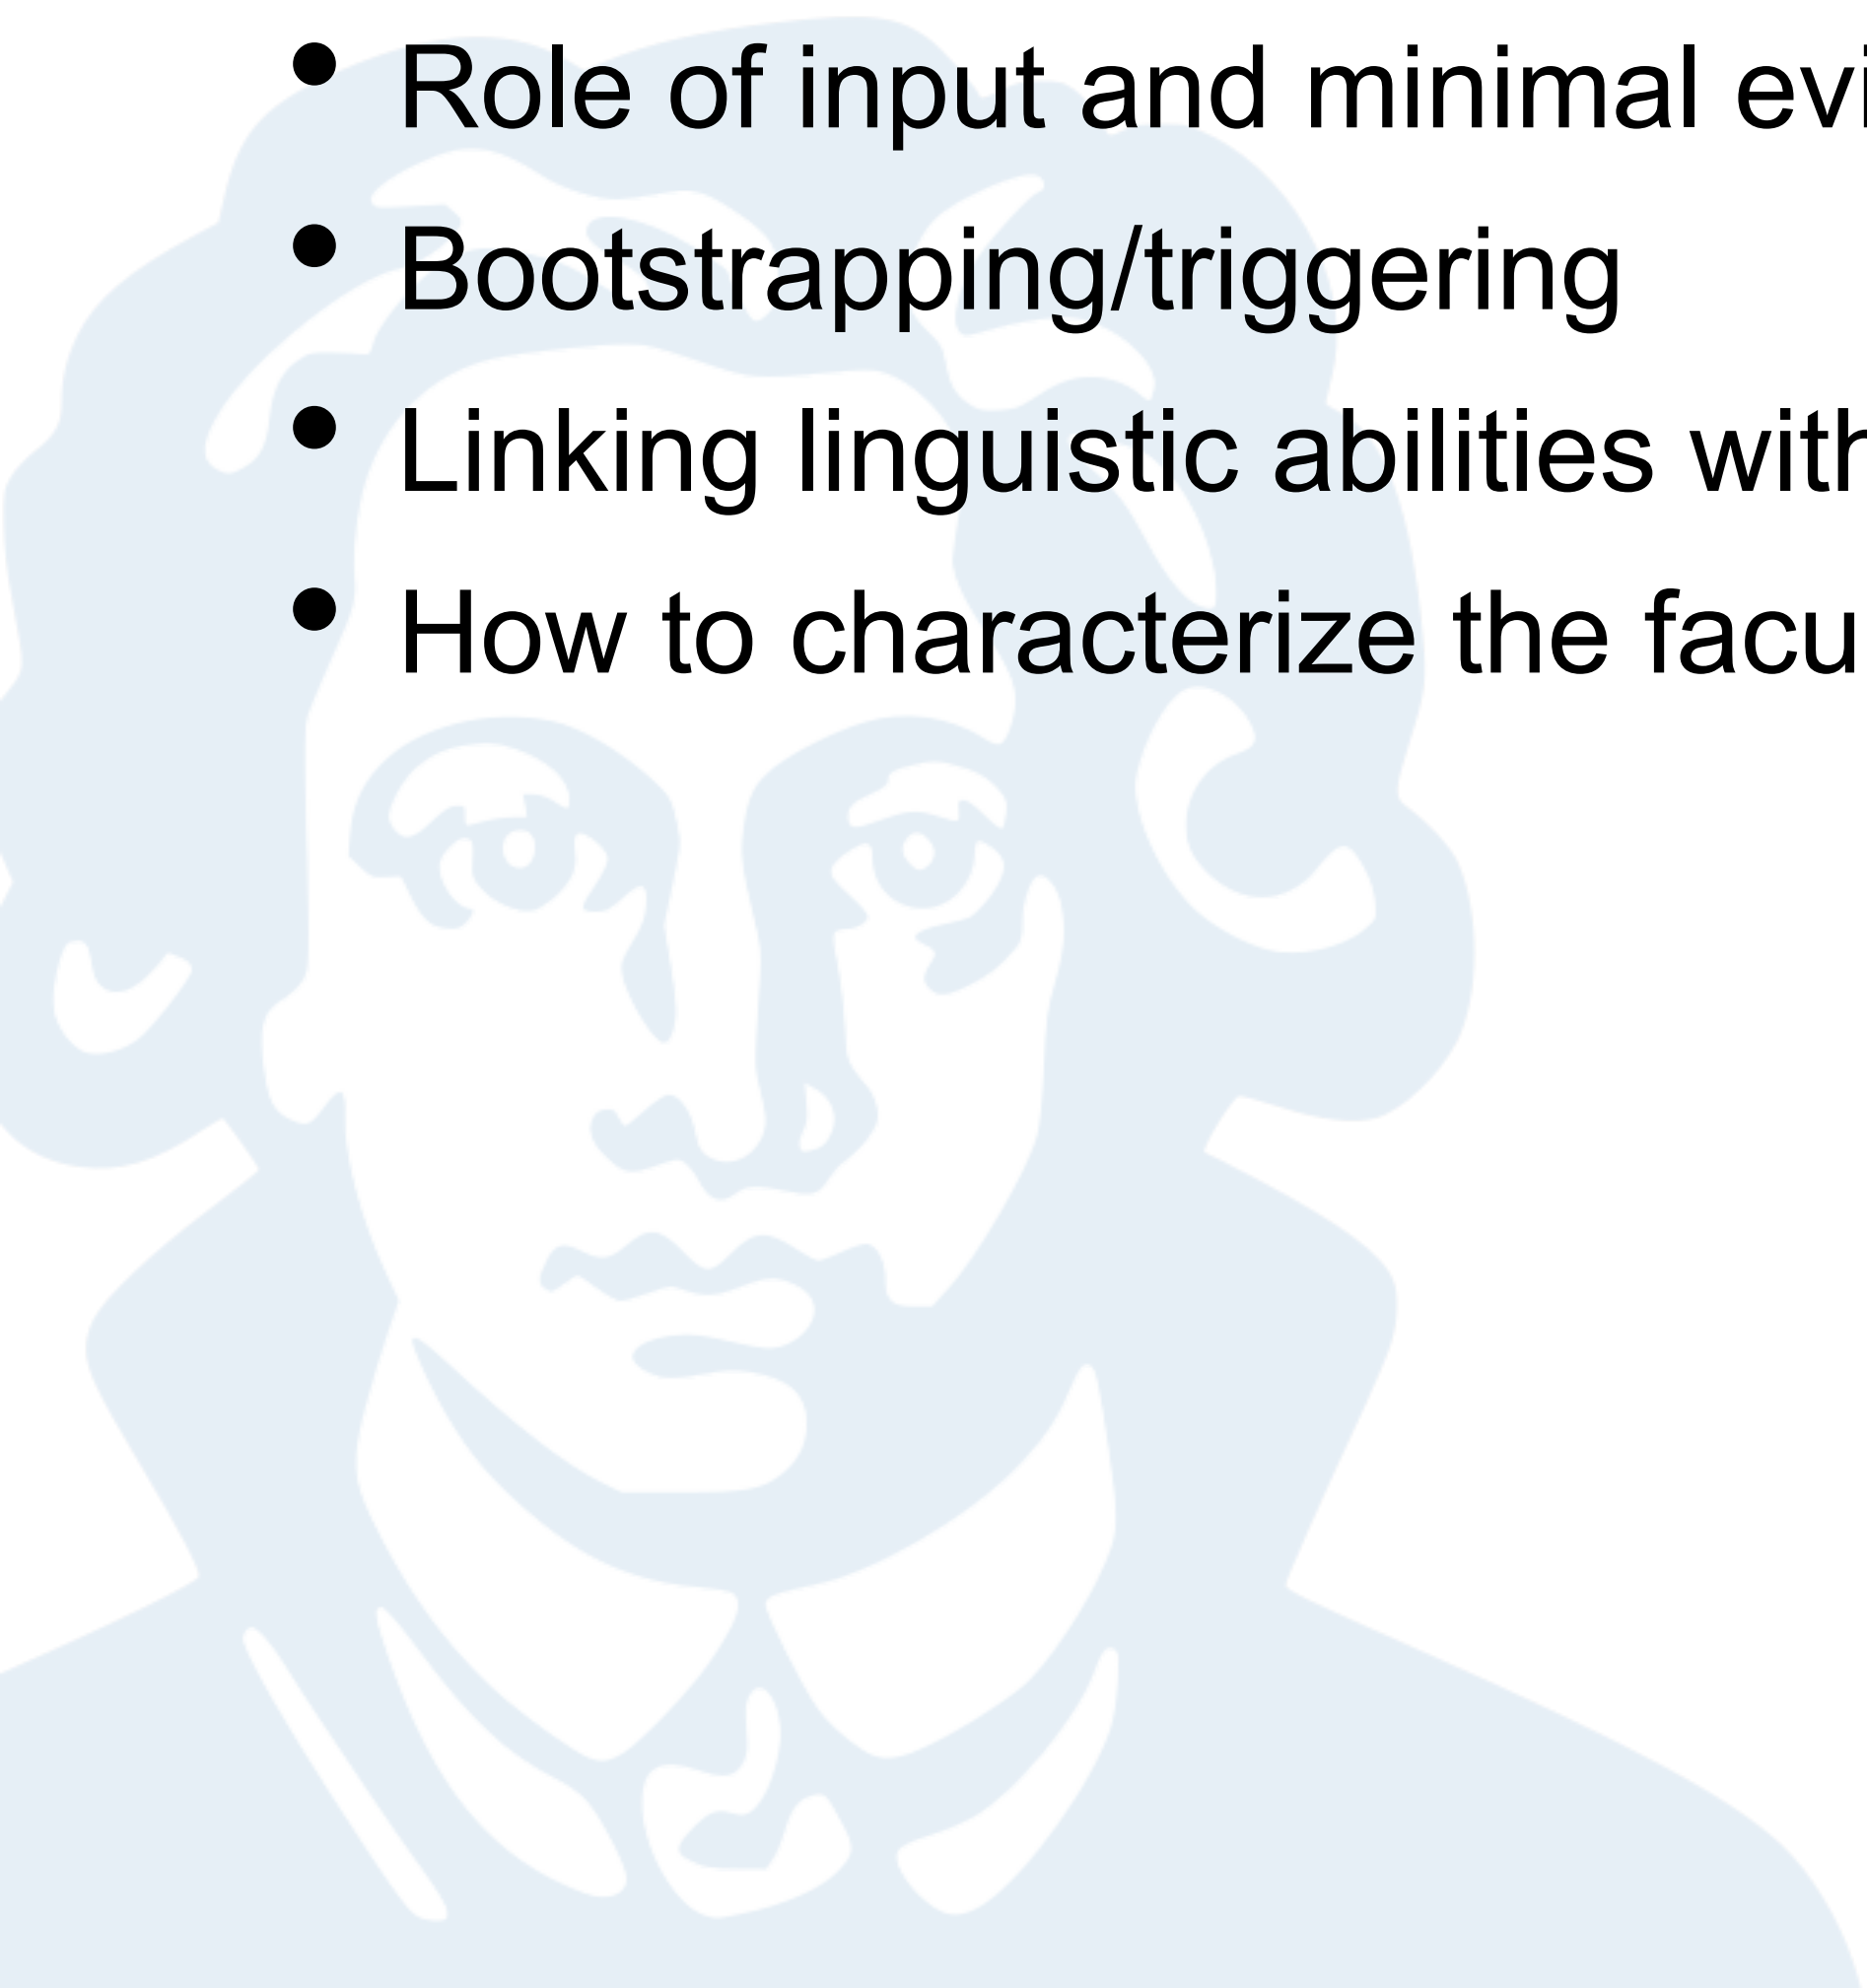 • Role of input and minimal evi
• Bootstrapping/triggering
• Linking linguistic abilities with
• How to characterize the facu